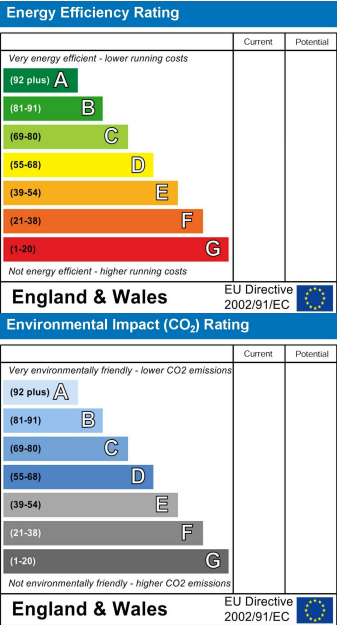 Energy Efficiency Rating
Current Potential
Very energy efficient - lower running costs
(92 plus) A
(81-91) B
(69-80) C
(55-68) D
(39-54) E
(21-38) F
(1-20) G
Not energy efficient - higher running costs
England & Wales
EU Directive
2002/91/EC
Environmental Impact (CO₂) Rating
Current Potential
Very environmentally friendly - lower CO2 emissions
(92 plus) A
(81-91) B
(69-80) C
(55-68) D
(39-54) E
(21-38) F
(1-20) G
Not environmentally friendly - higher CO2 emissions
England & Wales
EU Directive
2002/91/EC